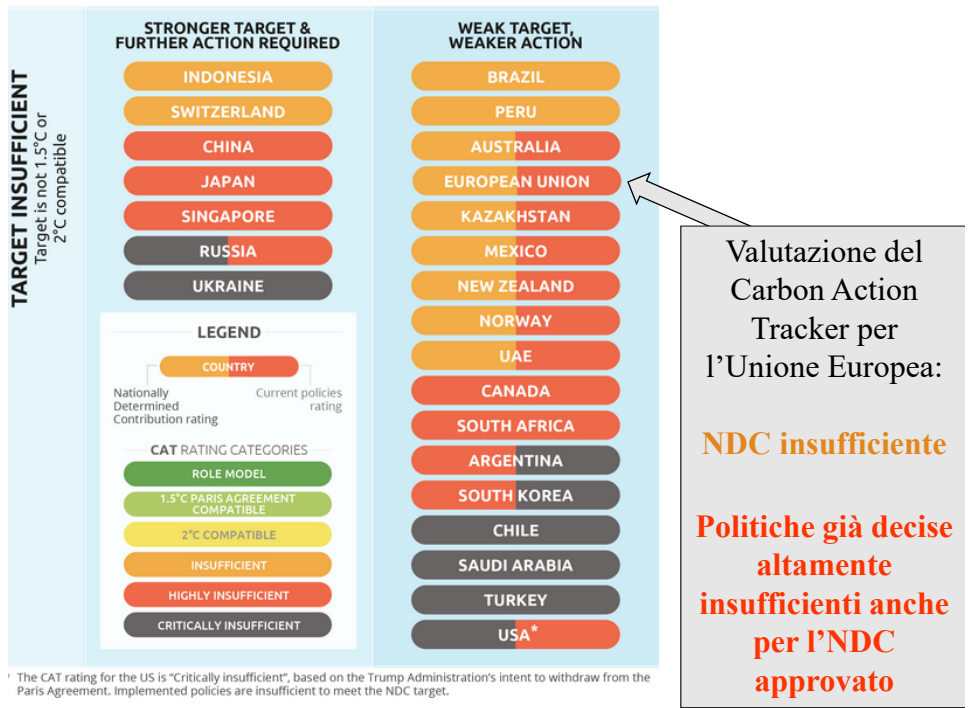 TARGET INSUFFICIENT
Target is not 1.5°C or
2°C compatible
STRONGER TARGET &
FURTHER ACTION REQUIRED
INDONESIA
SWITZERLAND
CHINA
JAPAN
SINGAPORE
RUSSIA
UKRAINE
LEGEND
COUNTRY
Nationally
Determined
Contribution rating
Current policies
rating
CAT RATING CATEGORIES
ROLE MODEL
1.5°C PARIS AGREEMENT
COMPATIBLE
2°C COMPATIBLE
INSUFFICIENT
HIGHLY INSUFFICIENT
CRITICALLY INSUFFICIENT
WEAK TARGET,
WEAKER ACTION
BRAZIL
PERU
AUSTRALIA
EUROPEAN UNION
KAZAKHSTAN
MEXICO
NEW ZEALAND
NORWAY
UAE
CANADA
SOUTH AFRICA
ARGENTINA
SOUTH KOREA
CHILE
SAUDI ARABIA
TURKEY
USA*
Valutazione del
Carbon Action
Tracker per
l'Unione Europea:
NDC insufficiente
Politiche già decise
altamente
insufficienti anche
per l'NDC
approvato
The CAT rating for the US is "Critically insufficient", based on the Trump Administration's intent to withdraw from the
Paris Agreement. Implemented policies are insufficient to meet the NDC target.